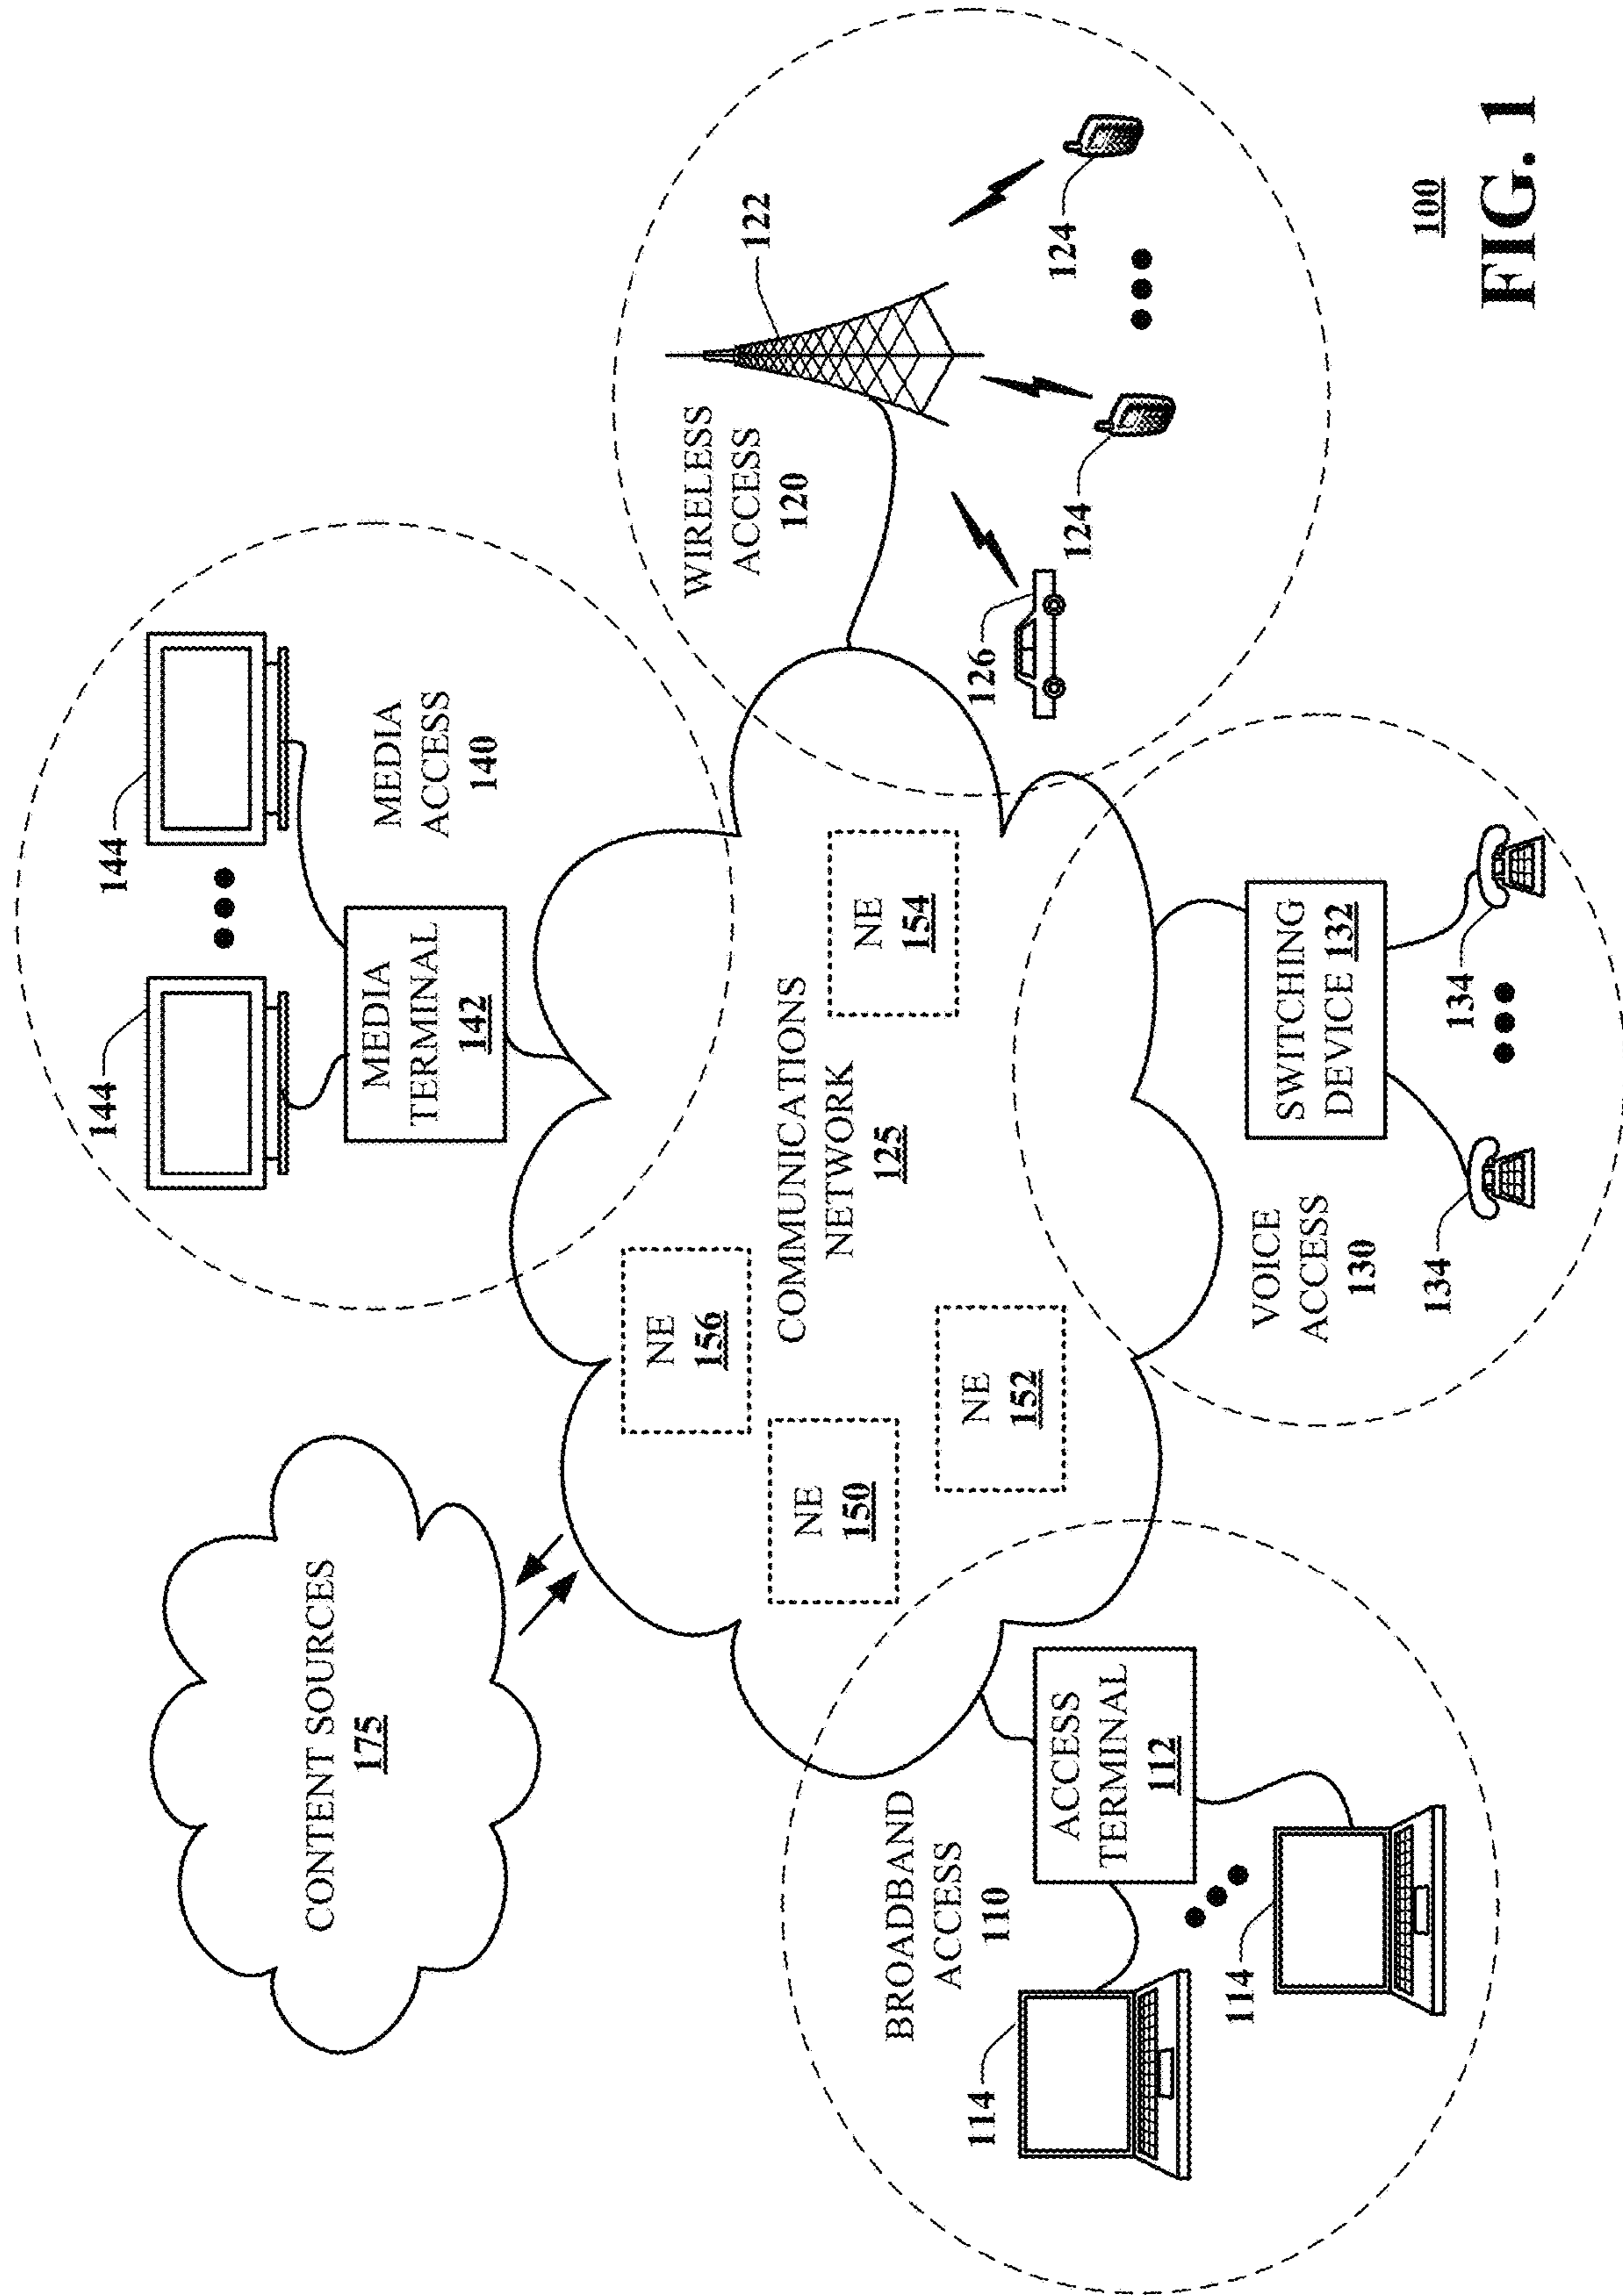 CONTENT SOURCES
175
144
144
MEDIA
TERMINAL
142
MEDIA
ACCESS
140
WIRELESS
ACCESS
120
122
124
124
126
NE
156
NE
150
NE
152
NE
154
COMMUNICATIONS
NETWORK
125
BROADBAND
ACCESS
110
ACCESS
TERMINAL
112
114
114
VOICE
ACCESS
130
SWITCHING
DEVICE 132
134
134
100
FIG. 1